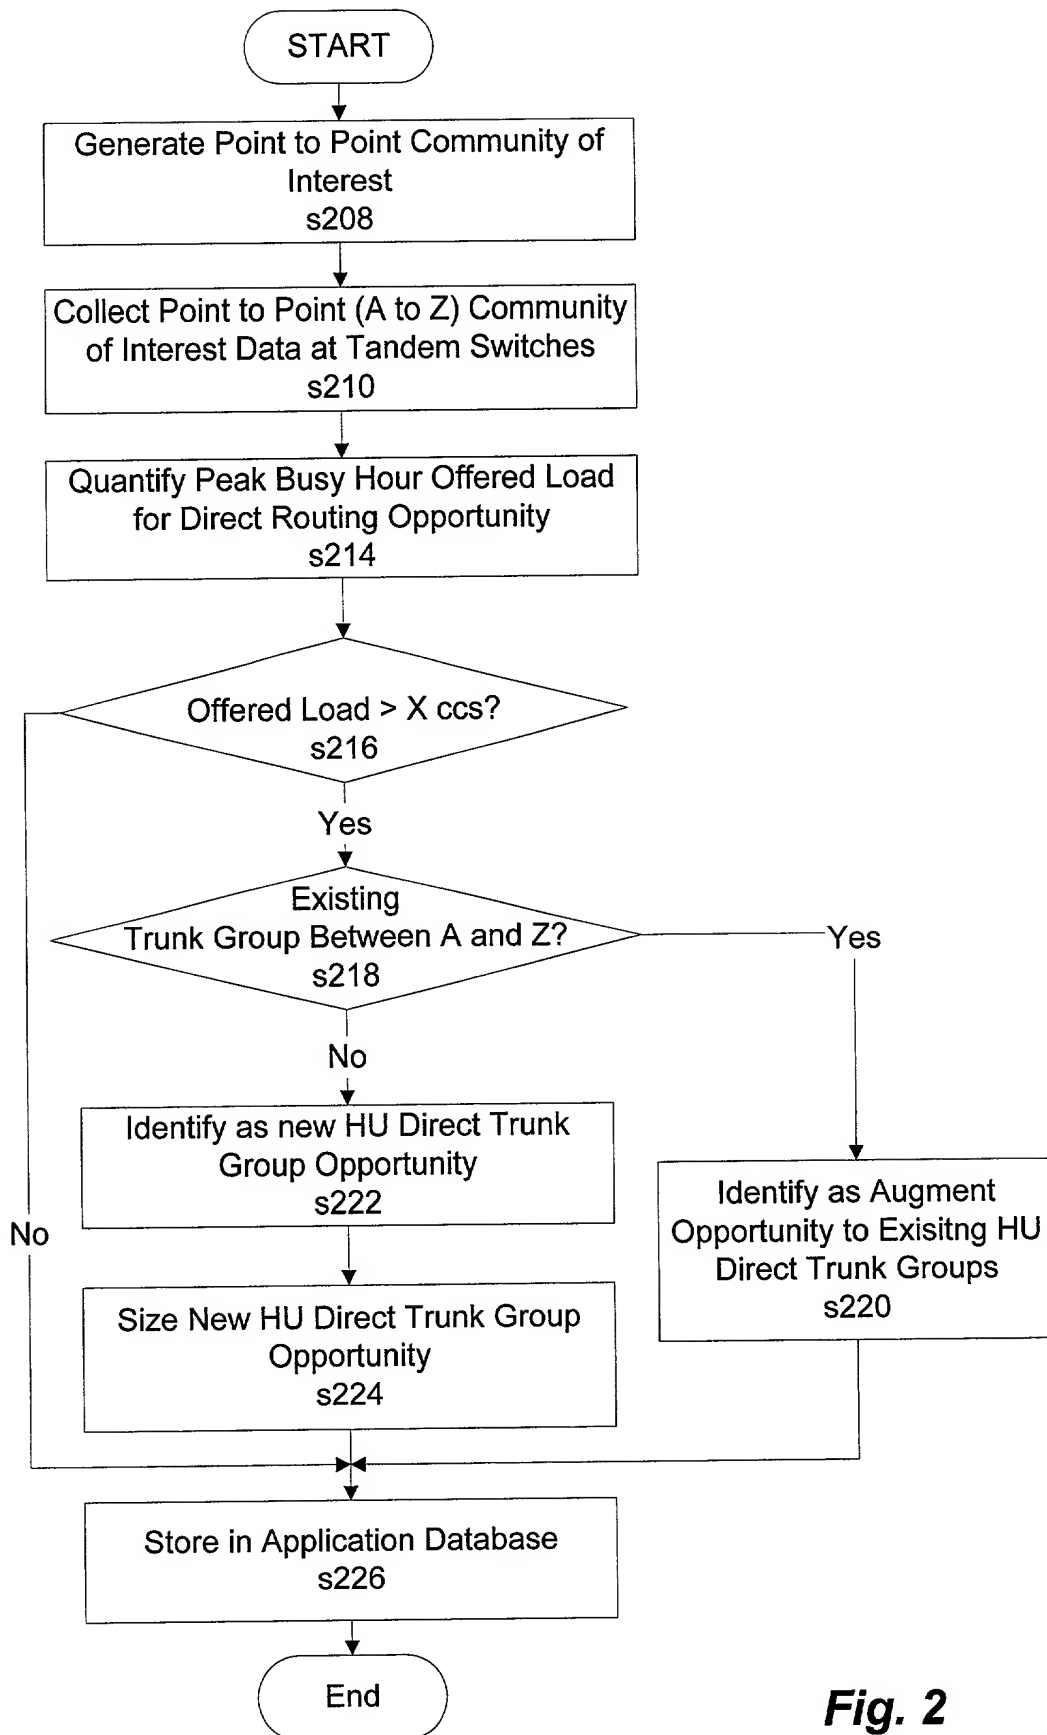 START
Generate Point to Point Community of
Interest
s208
Collect Point to Point (A to Z) Community
of Interest Data at Tandem Switches
s210
Quantify Peak Busy Hour Offered Load
for Direct Routing Opportunity
s214
Offered Load > X ccs?
s216
Yes
Existing
Trunk Group Between A and Z?
s218
Yes
No
Identify as new HU Direct Trunk
Group Opportunity
s222
Identify as Augment
Opportunity to Exisitng HU
Direct Trunk Groups
s220
No
Size New HU Direct Trunk Group
Opportunity
s224
Store in Application Database
s226
End
Fig. 2